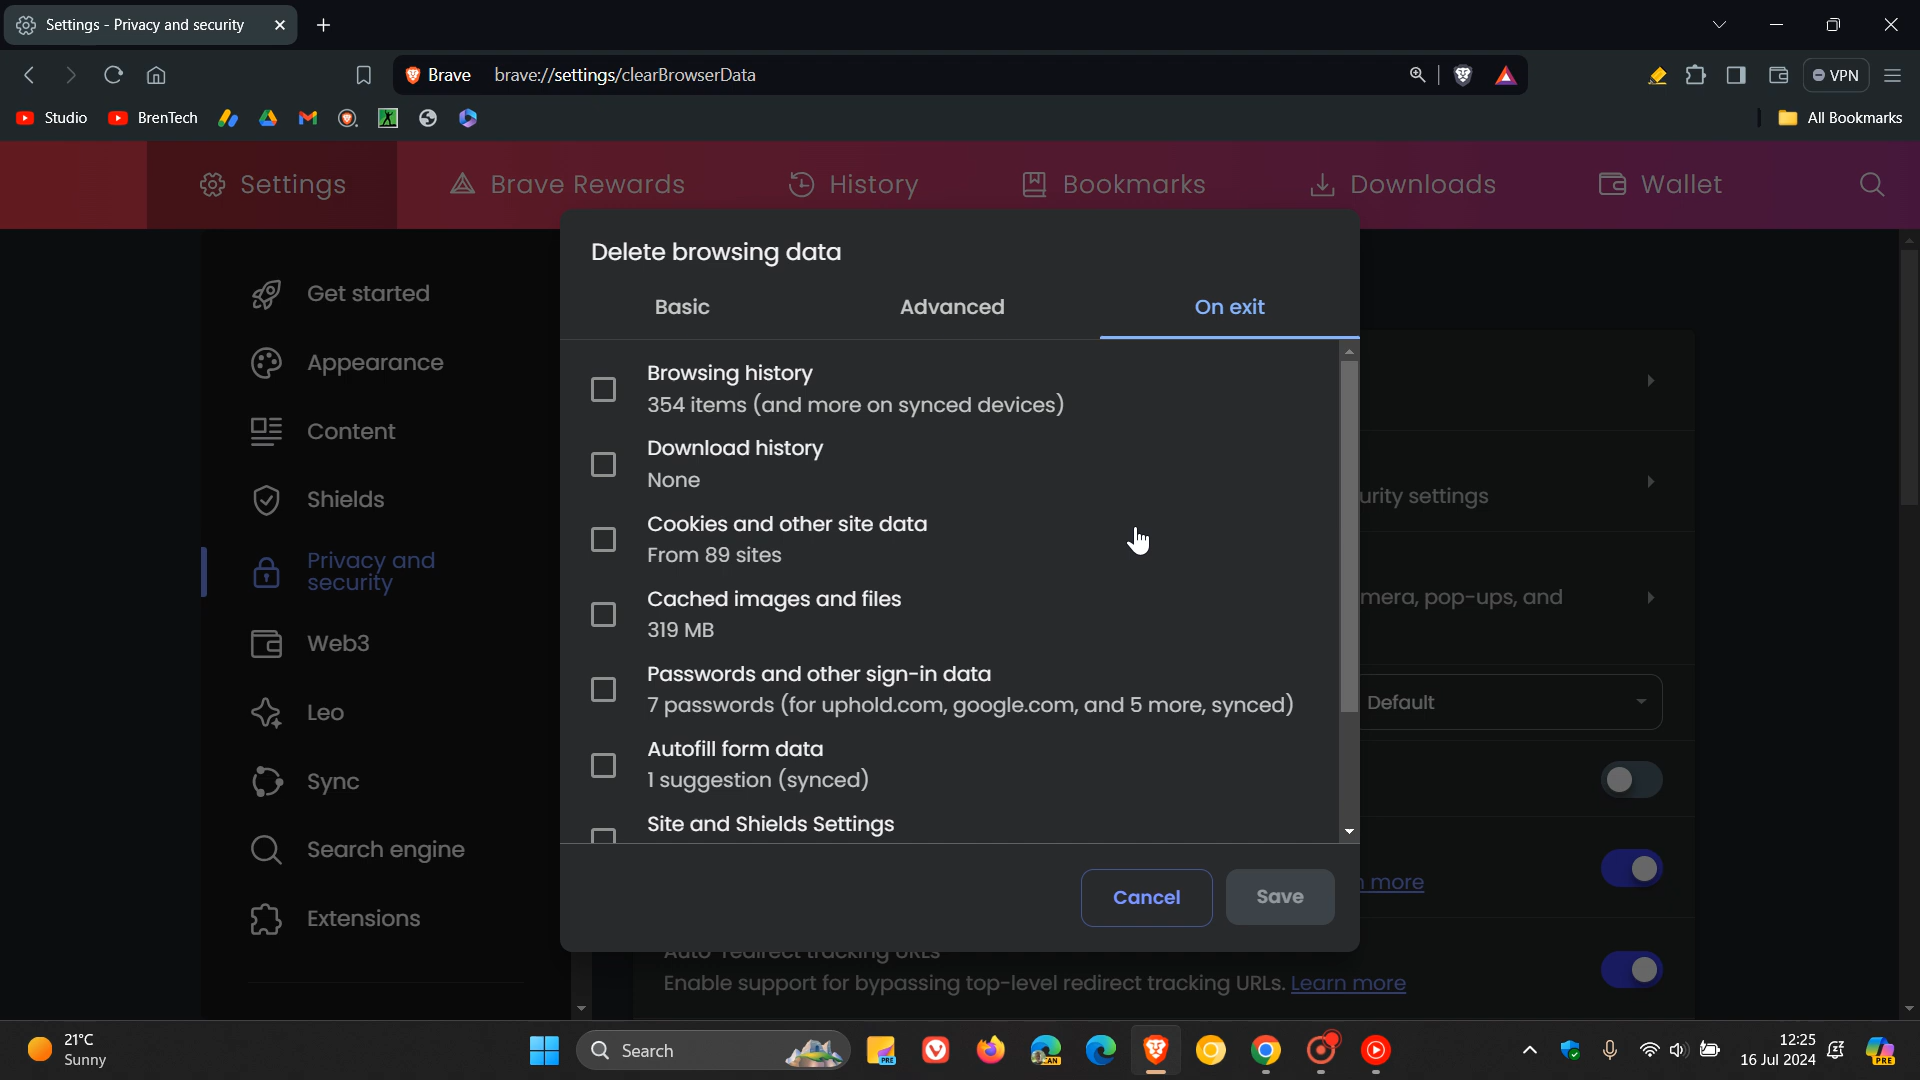 Settings - Privacy and security
Brave brave://settings/clearBrowserData
VPN
Studio BrenTech
All Bookmarks
Settings Brave Rewards History Bookmarks Downloads Wallet
Get started
Appearance
Content
Shields
Privacy and
security
Web3
Leo
Sync
Search engine
Extensions
Delete browsing data
Basic Advanced On exit
Browsing history
354 items (and more on synced devices)
Download history
None
Cookies and other site data
From 89 sites
Cached images and files
319 MB
Passwords and other sign-in data
7 passwords (for uphold.com, google.com, and 5 more, synced)
Autofill form data
1 suggestion (synced)
Site and Shields Settings
Cancel Save
urity settings
mera, pop-ups, and
Default
n more
Auto-redirect tracking URLs
Enable support for bypassing top-level redirect tracking URLs. Learn more
21°C
Sunny
Search
PRE
CAN
12:25
16 Jul 2024
PRE